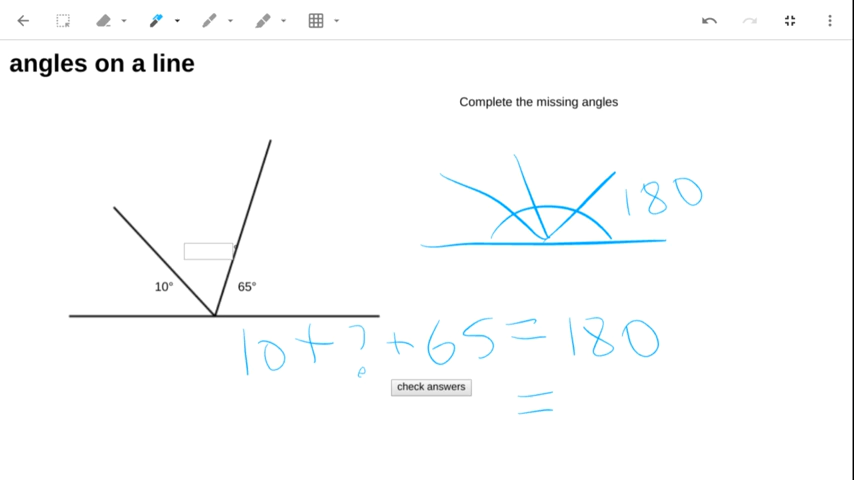 angles on a line
Complete the missing angles
180
10°
65°
10 + ? + 65 = 180
check answers
=